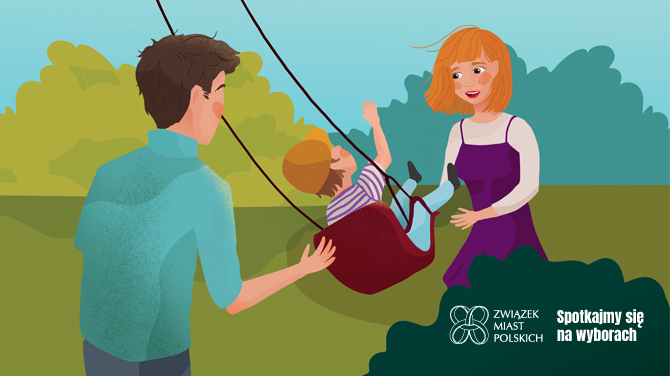 ZWIĄZEK
MIAST
POLSKICH
Spotkajmy się
na wyborach